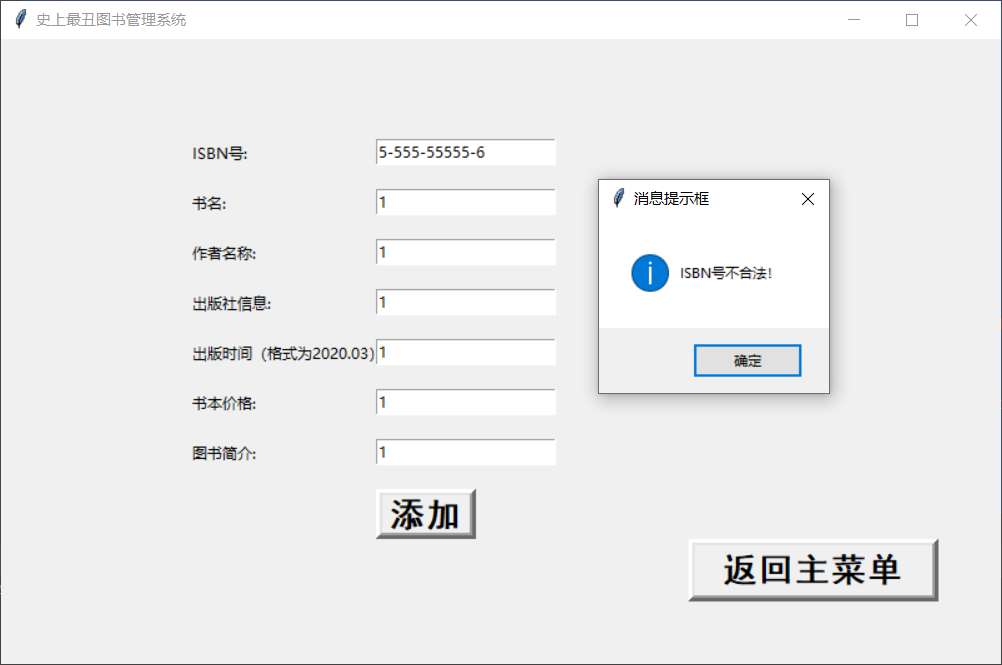 史上最丑图书管理系统
ISBN号:
5-555-55555-6
书名:
1
作者名称:
1
出版社信息:
1
出版时间（格式为2020.03）
1
书本价格:
1
图书简介:
1
添加
返回主菜单
消息提示框
ISBN号不合法!
确定